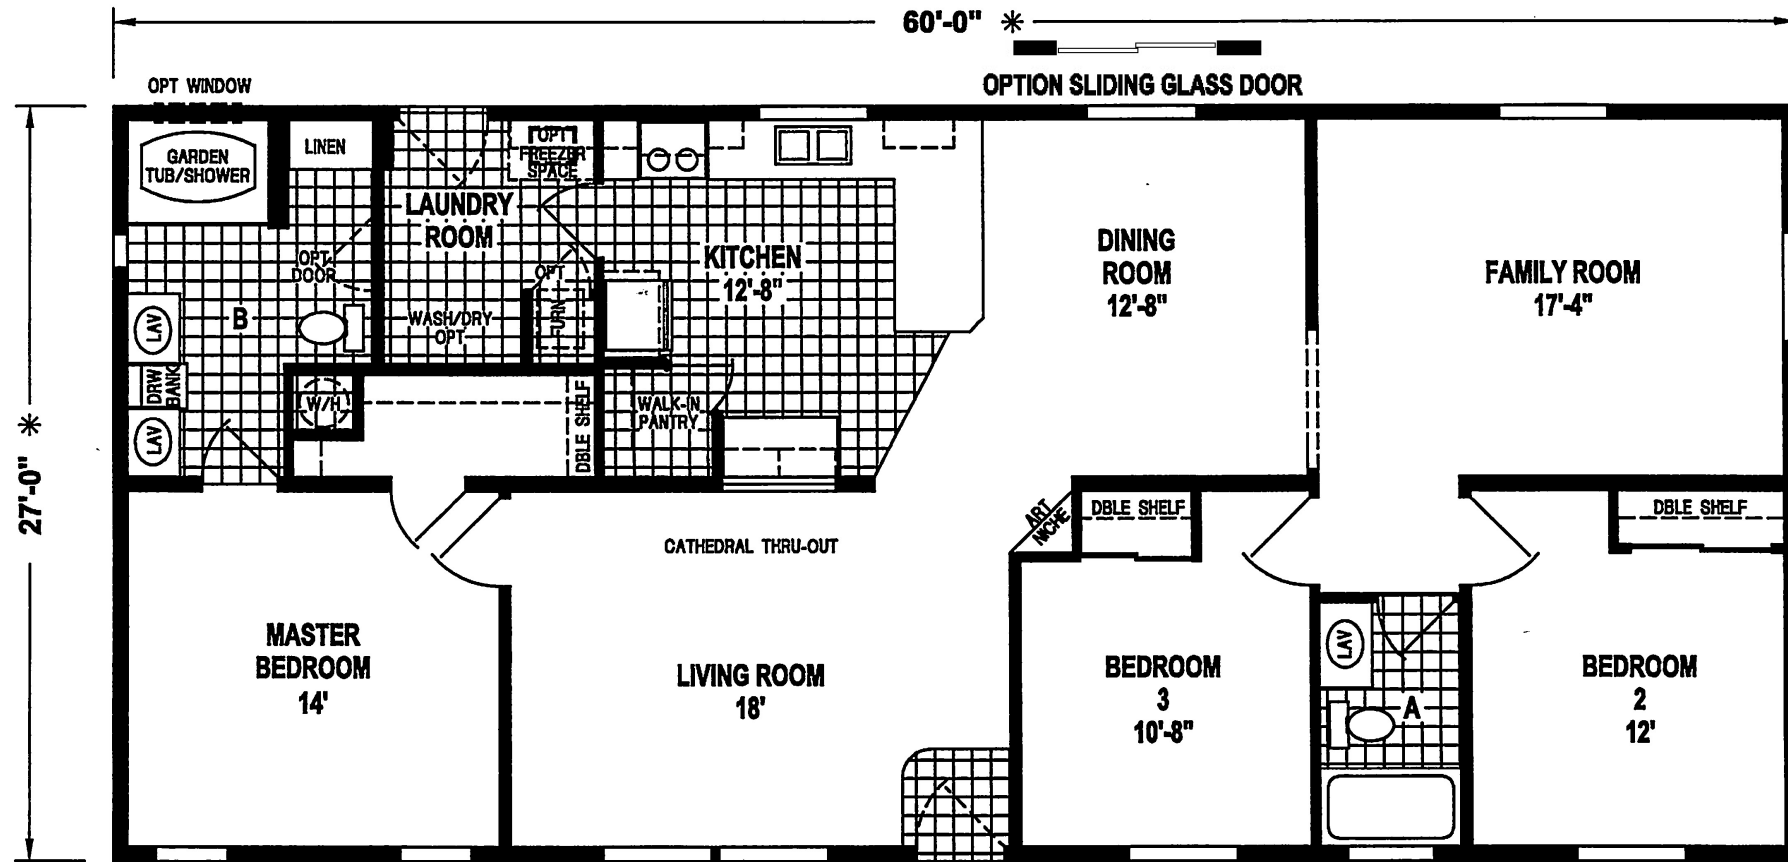 60'-0" *
OPTION SLIDING GLASS DOOR
OPT WINDOW
GARDEN
TUB/SHOWER
LINEN
OPT
FREEZER
SPACE
LAUNDRY
ROOM
OPT
DOOR
OPT
FURN
WASH/DRY
OPT
KITCHEN
12'-8"
DINING
ROOM
12'-8"
FAMILY ROOM
17'-4"
LAV
B
DRW
BANK
LAV
W/H
DBLE SHELF
WALK-IN
PANTRY
27'-0" *
ART
NICHE
DBLE SHELF
DBLE SHELF
CATHEDRAL THRU-OUT
MASTER
BEDROOM
14'
LIVING ROOM
18'
BEDROOM
3
10'-8"
LAV
A
BEDROOM
2
12'